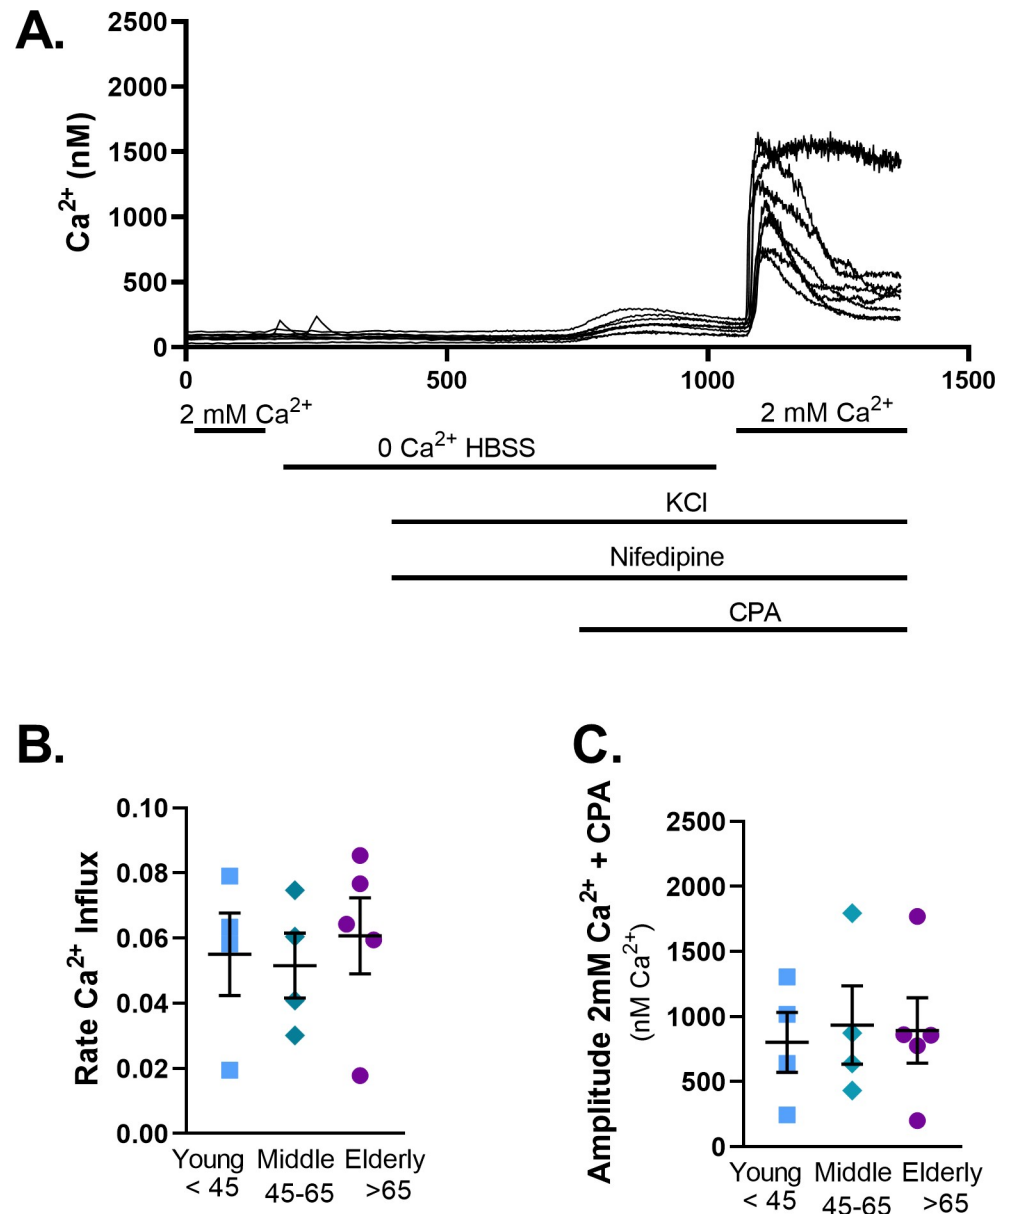 A.
2500
2000
1500
1000
500
0
Ca²⁺ (nM)
0 500 1000 1500
2 mM Ca²⁺ 2 mM Ca²⁺
0 Ca²⁺ HBSS
KCl
Nifedipine
CPA
B.
0.10
0.08
0.06
0.04
0.02
0.00
Rate Ca²⁺ Influx
Young Middle Elderly
< 45 45-65 >65
C.
Amplitude 2mM Ca²⁺ + CPA
(nM Ca²⁺)
2500
2000
1500
1000
500
0
Young Middle Elderly
< 45 45-65 >65